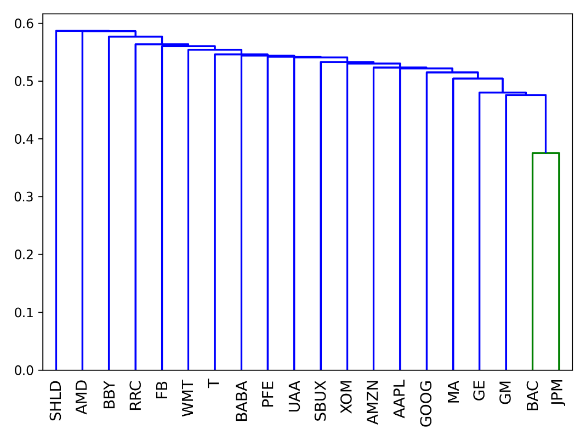 0.6
0.5
0.4
0.3
0.2
0.1
0.0
SHLD
AMD
BBY
RRC
FB
WMT
T
BABA
PFE
UAA
SBUX
XOM
AMZN
AAPL
GOOG
MA
GE
GM
BAC
JPM